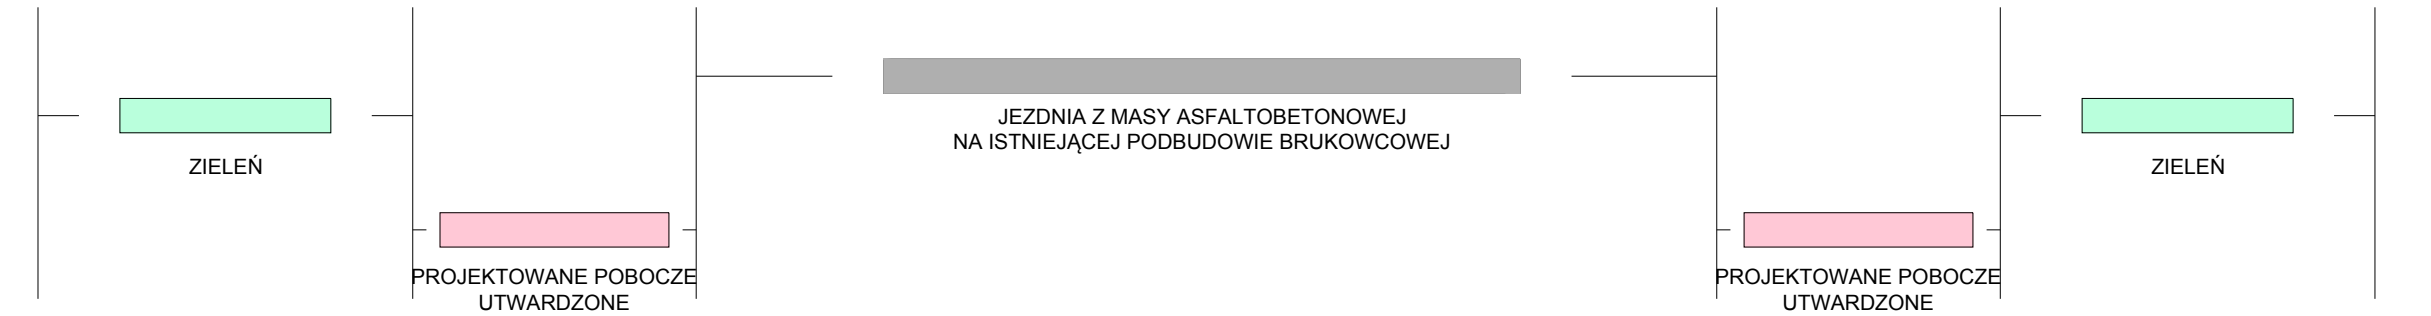 ZIELEŃ
PROJEKTOWANE POBOCZE
UTWARDZONE
JEZDNIA Z MASY ASFALTOBETONOWEJ
NA ISTNIEJĄCEJ PODBUDOWIE BRUKOWCOWEJ
PROJEKTOWANE POBOCZE
UTWARDZONE
ZIELEŃ